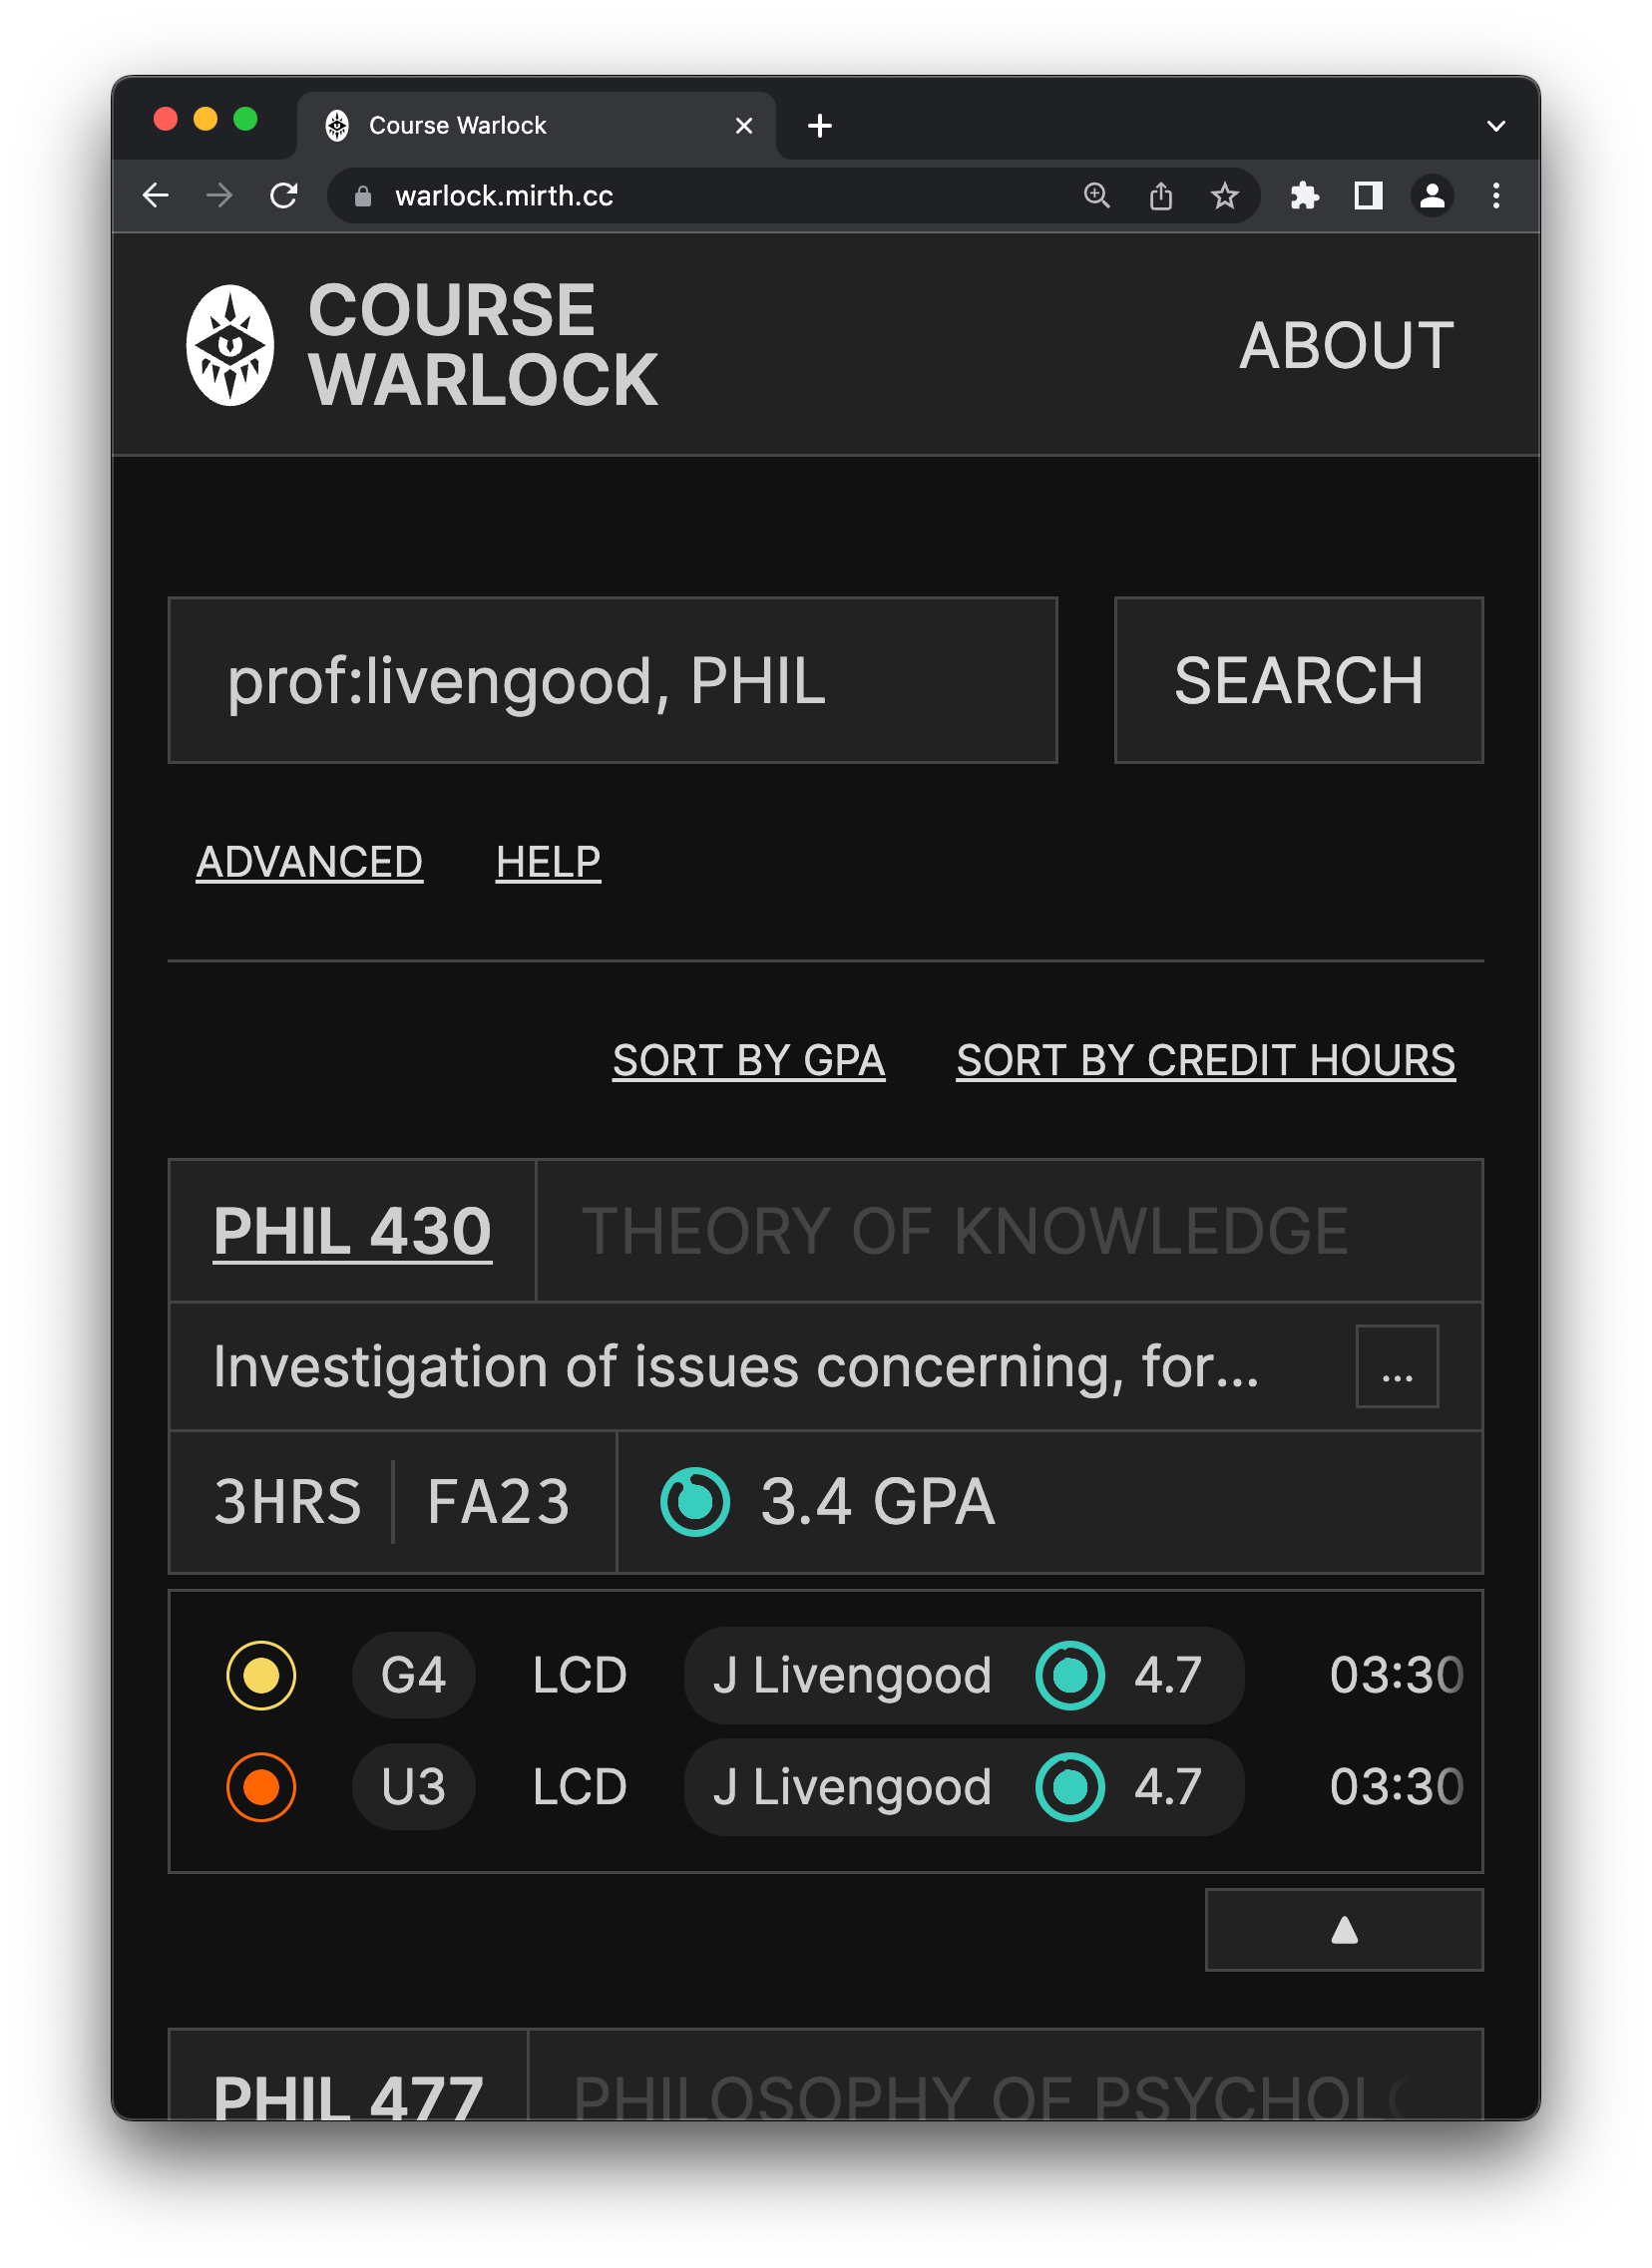 Course Warlock
warlock.mirth.cc
COURSE
WARLOCK
ABOUT
prof:livengood, PHIL
SEARCH
ADVANCED HELP
SORT BY GPA SORT BY CREDIT HOURS
PHIL 430 THEORY OF KNOWLEDGE
Investigation of issues concerning, for... ...
3HRS FA23 3.4 GPA
G4 LCD J Livengood 4.7 03:30
U3 LCD J Livengood 4.7 03:30
PHIL 477 PHILOSOPHY OF PSYCHOLO